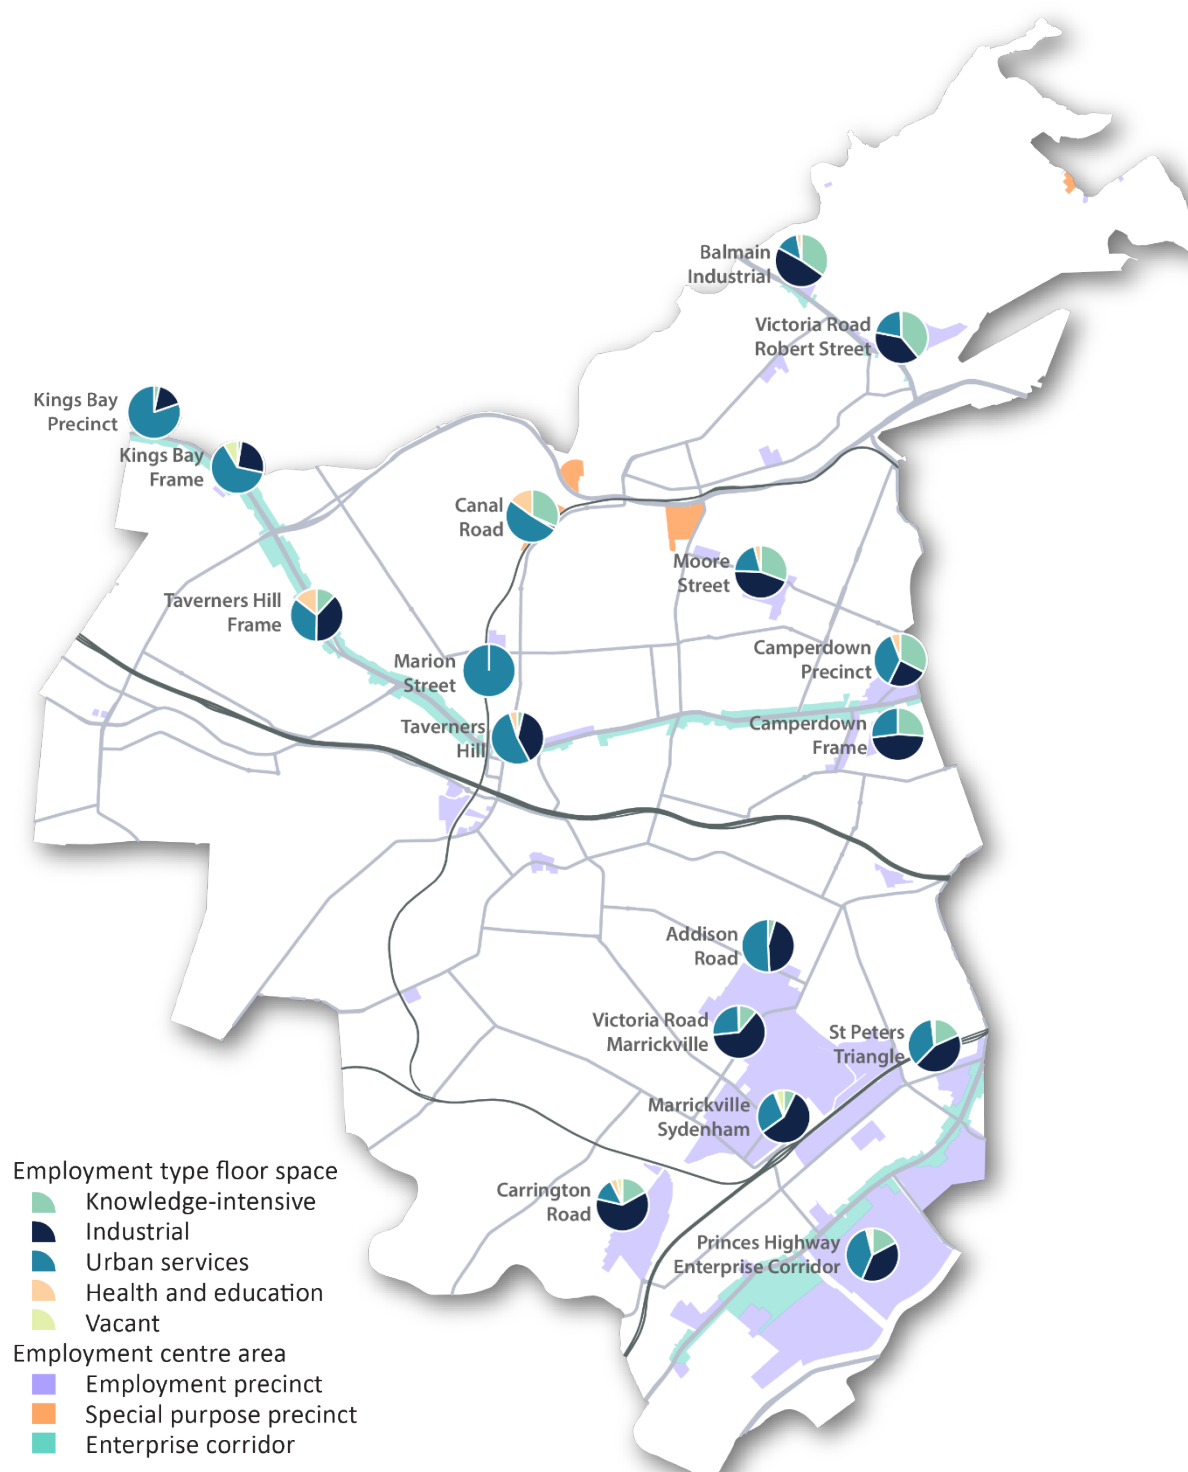 Balmain
Industrial
Victoria Road
Robert Street
Kings Bay
Precinct
Kings Bay
Frame
Canal
Road
Moore
Street
Taverners Hill
Frame
Marion
Street
Camperdown
Precinct
Taverners
Hill
Camperdown
Frame
Addison
Road
Victoria Road
Marrickville
St Peters
Triangle
Marrickville
Sydenham
Carrington
Road
Princes Highway
Enterprise Corridor
Employment type floor space
Knowledge-intensive
Industrial
Urban services
Health and education
Vacant
Employment centre area
Employment precinct
Special purpose precinct
Enterprise corridor